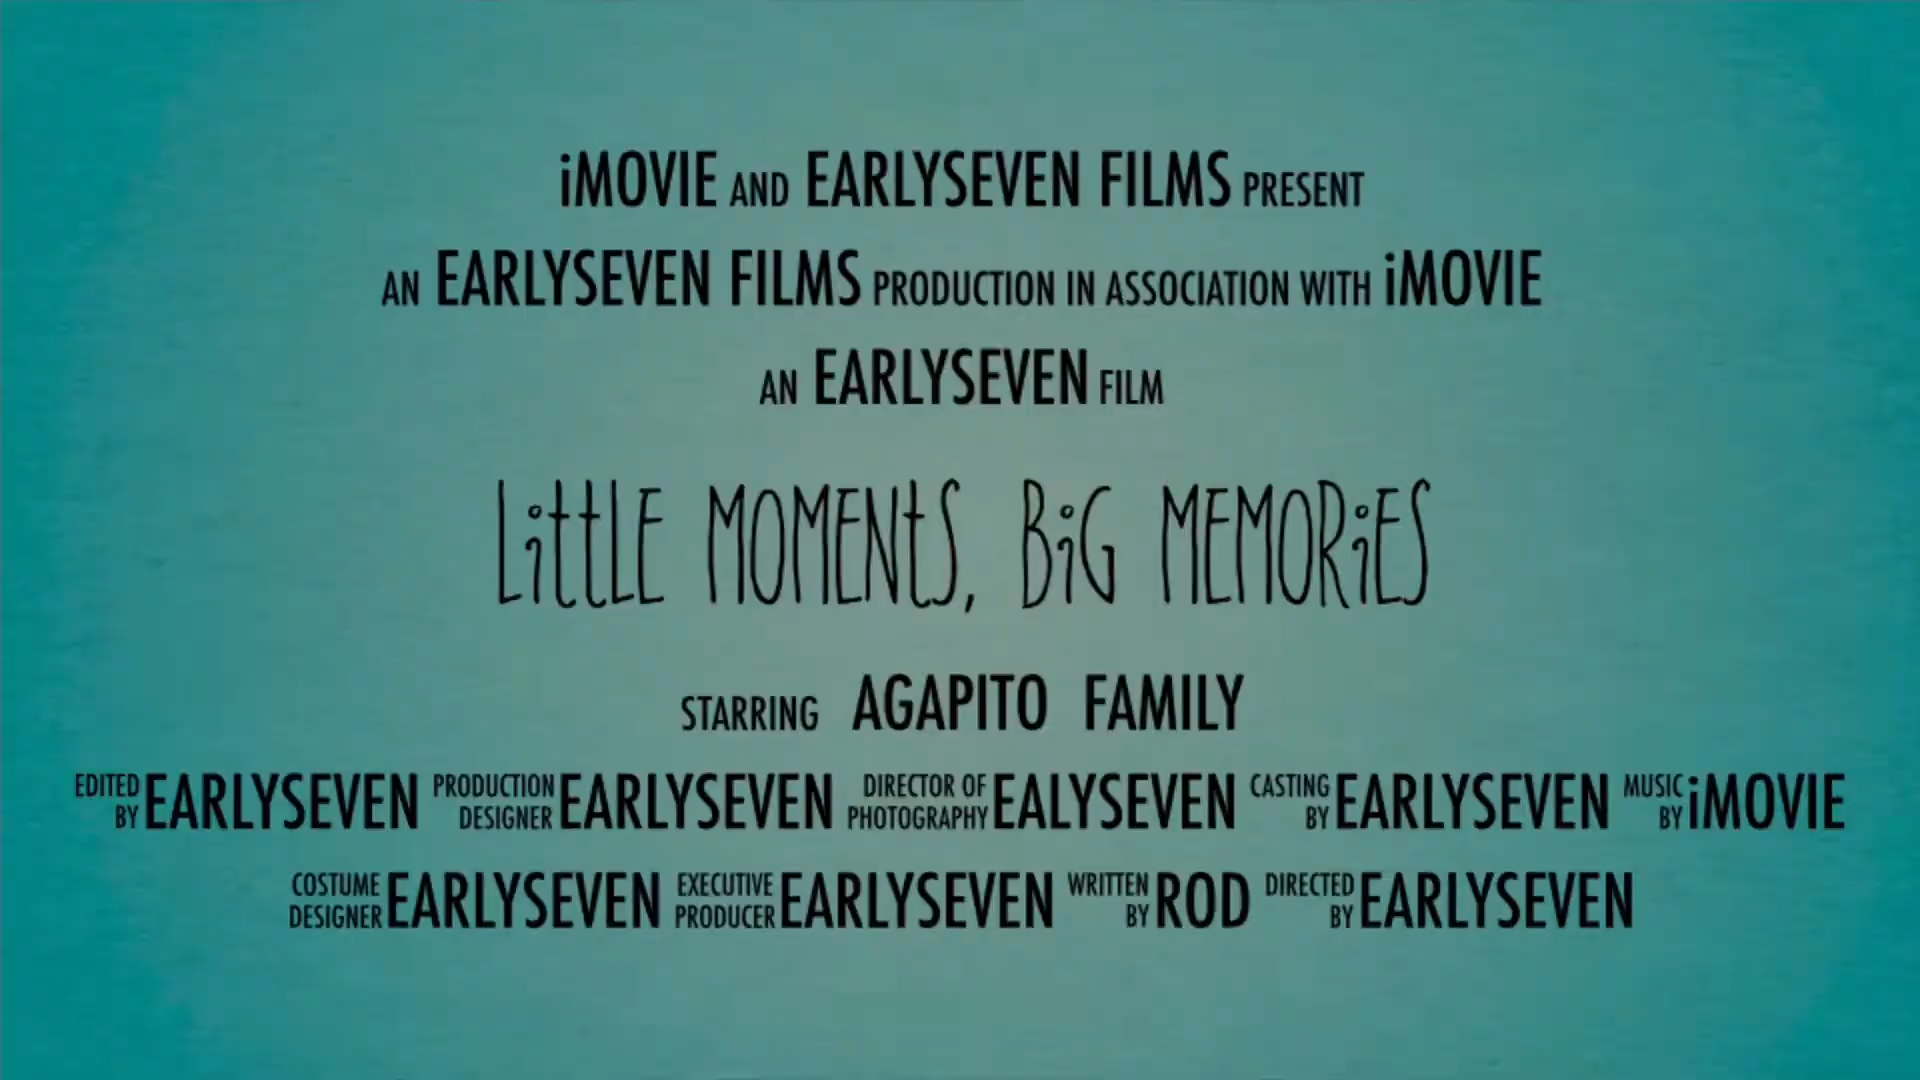 iMOVIE AND EARLYSEVEN FILMS PRESENT
AN EARLYSEVEN FILMS PRODUCTION IN ASSOCIATION WITH iMOVIE
AN EARLYSEVEN FILM
LittLE MOMENtS, BiG MEMORiES
STARRING AGAPITO FAMILY
EDITED BY EARLYSEVEN PRODUCTION DESIGNER EARLYSEVEN DIRECTOR OF PHOTOGRAPHY EALYSEVEN CASTING BY EARLYSEVEN MUSIC BY iMOVIE
COSTUME DESIGNER EARLYSEVEN EXECUTIVE PRODUCER EARLYSEVEN WRITTEN BY ROD DIRECTED BY EARLYSEVEN